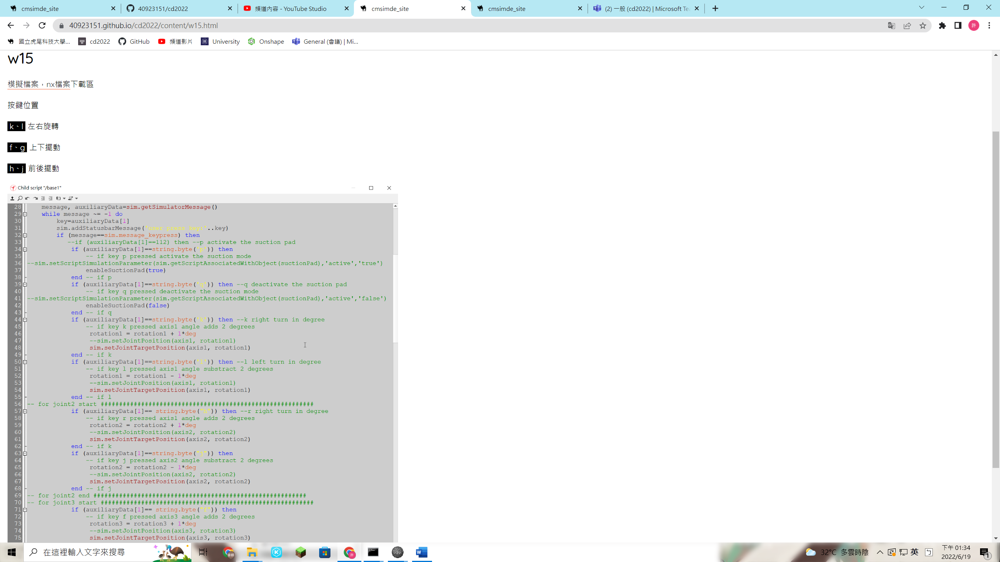 cmsimde_site
40923151/cd2022
頻道內容 - YouTube Studio
cmsimde_site
cmsimde_site
(2) 一般 (cd2022) | Microsoft Te
40923151.github.io/cd2022/content/w15.html
許
國立虎尾科技大學...
cd2022
GitHub
頻道影片
University
Onshape
General (會議) | Mi...
w15
模擬檔案，nx檔案下載區
按鍵位置
k、l 左右旋轉
f、g 上下擺動
h、j 前後擺動
Child script "/base1"
f()
28 message, auxiliaryData=sim.getSimulatorMessage()
29 while message ~= -1 do
30 key=auxiliaryData[1]
31 sim.addStatusbarMessage('user press key:'..key)
32 if (message==sim.message_keypress) then
33 --if (auxiliaryData[1]==112) then --p activate the suction pad
34 if (auxiliaryData[1]==string.byte('p')) then
35 -- if key p pressed activate the suction mode
36 --sim.setScriptSimulationParameter(sim.getScriptAssociatedWithObject(suctionPad),'active','true')
37 enableSuctionPad(true)
38 end -- if p
39 if (auxiliaryData[1]==string.byte('q')) then --q deactivate the suction pad
40 -- if key q pressed deactivate the suction mode
41 --sim.setScriptSimulationParameter(sim.getScriptAssociatedWithObject(suctionPad),'active','false')
42 enableSuctionPad(false)
43 end -- if q
44 if (auxiliaryData[1]==string.byte('k')) then --k right turn in degree
45 -- if key k pressed axis1 angle adds 2 degrees
46 rotation1 = rotation1 + 1*deg
47 --sim.setJointPosition(axis1, rotation1)
48 sim.setJointTargetPosition(axis1, rotation1)
49 end -- if k
50 if (auxiliaryData[1]==string.byte('l')) then --l left turn in degree
51 -- if key l pressed axis1 angle substract 2 degrees
52 rotation1 = rotation1 - 1*deg
53 --sim.setJointPosition(axis1, rotation1)
54 sim.setJointTargetPosition(axis1, rotation1)
55 end -- if l
56 -- for joint2 start ##########################################################
57 if (auxiliaryData[1]== string.byte("h")) then --r right turn in degree
58 -- if key r pressed axis1 angle adds 2 degrees
59 rotation2 = rotation2 + 1*deg
60 --sim.setJointPosition(axis2, rotation2)
61 sim.setJointTargetPosition(axis2, rotation2)
62 end -- if k
63 if (auxiliaryData[1]==string.byte("j")) then
64 -- if key j pressed axis2 angle substract 2 degrees
65 rotation2 = rotation2 - 1*deg
66 --sim.setJointPosition(axis2, rotation2)
67 sim.setJointTargetPosition(axis2, rotation2)
68 end -- if j
69 -- for joint2 end ##########################################################
70 -- for joint3 start ##########################################################
71 if (auxiliaryData[1]== string.byte("f")) then
72 -- if key f pressed axis3 angle adds 2 degrees
73 rotation3 = rotation3 + 1*deg
74 --sim.setJointPosition(axis3, rotation3)
75 sim.setJointTargetPosition(axis3, rotation3)
在這裡輸入文字來搜尋
32°C 多雲時陰
英
ㄅ
下午 01:34
2022/6/19
1